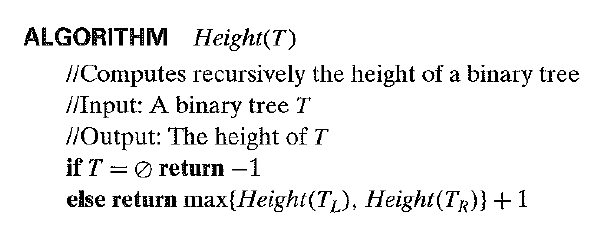 ALGORITHM Height(T)
//Computes recursively the height of a binary tree
//Input: A binary tree T
//Output: The height of T
if T = ∅ return −1
else return max{Height(T_L), Height(T_R)} + 1